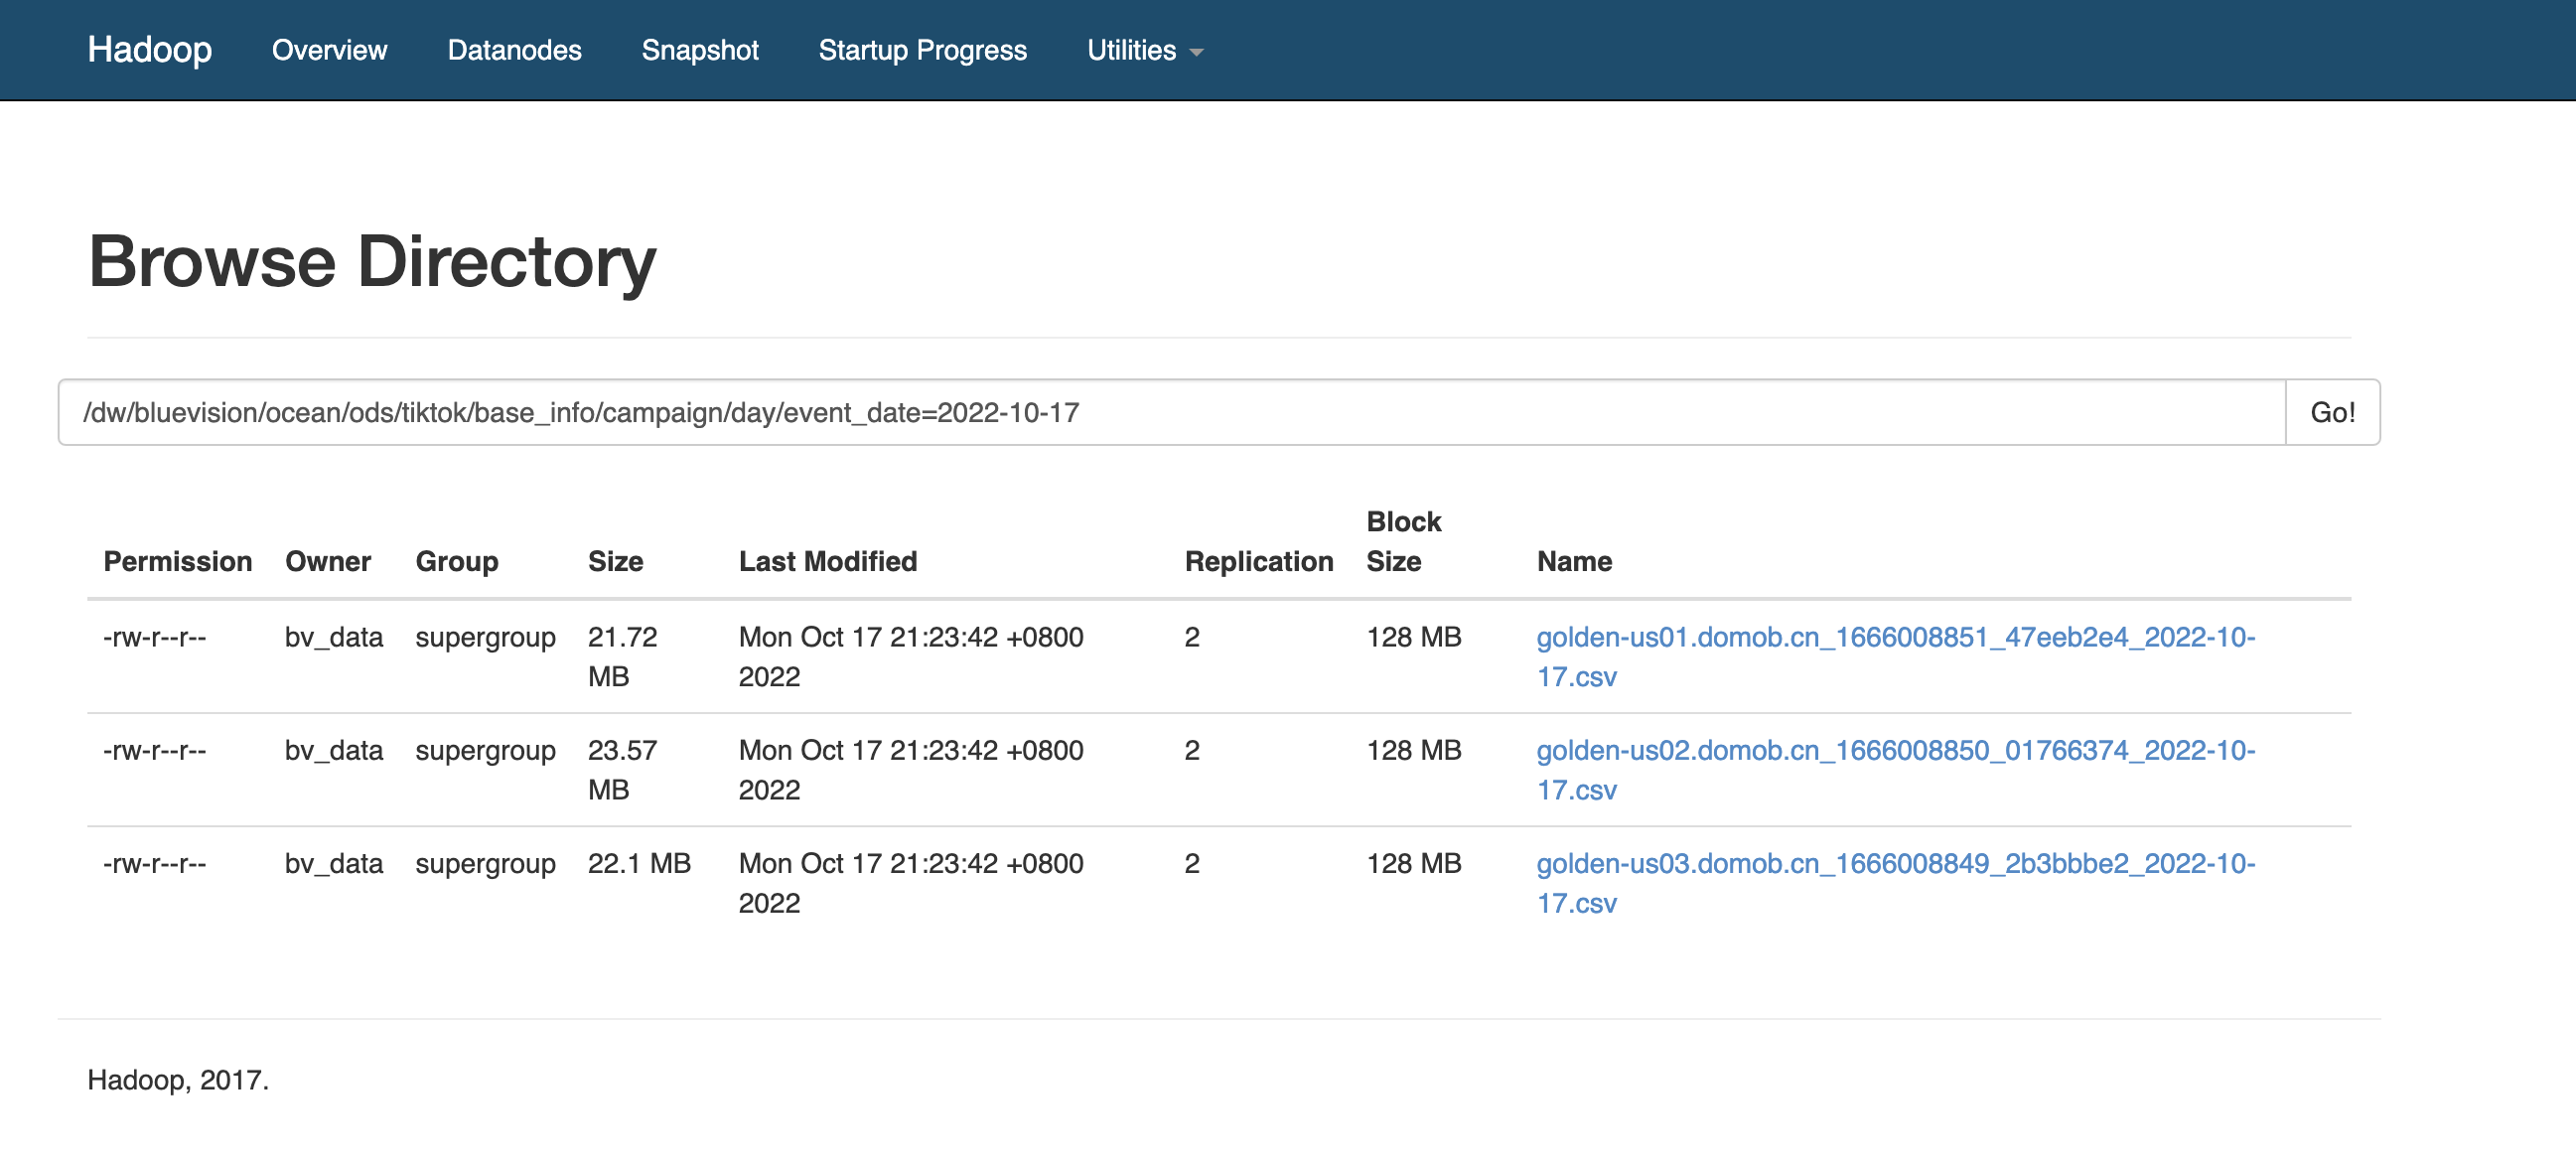 Hadoop Overview Datanodes Snapshot Startup Progress Utilities
Browse Directory
/dw/bluevision/ocean/ods/tiktok/base_info/campaign/day/event_date=2022-10-17 Go!
Permission Owner Group Size Last Modified Replication Block Size Name
-rw-r--r-- bv_data supergroup 21.72 MB Mon Oct 17 21:23:42 +0800 2022 2 128 MB golden-us01.domob.cn_1666008851_47eeb2e4_2022-10-17.csv
-rw-r--r-- bv_data supergroup 23.57 MB Mon Oct 17 21:23:42 +0800 2022 2 128 MB golden-us02.domob.cn_1666008850_01766374_2022-10-17.csv
-rw-r--r-- bv_data supergroup 22.1 MB Mon Oct 17 21:23:42 +0800 2022 2 128 MB golden-us03.domob.cn_1666008849_2b3bbbe2_2022-10-17.csv
Hadoop, 2017.